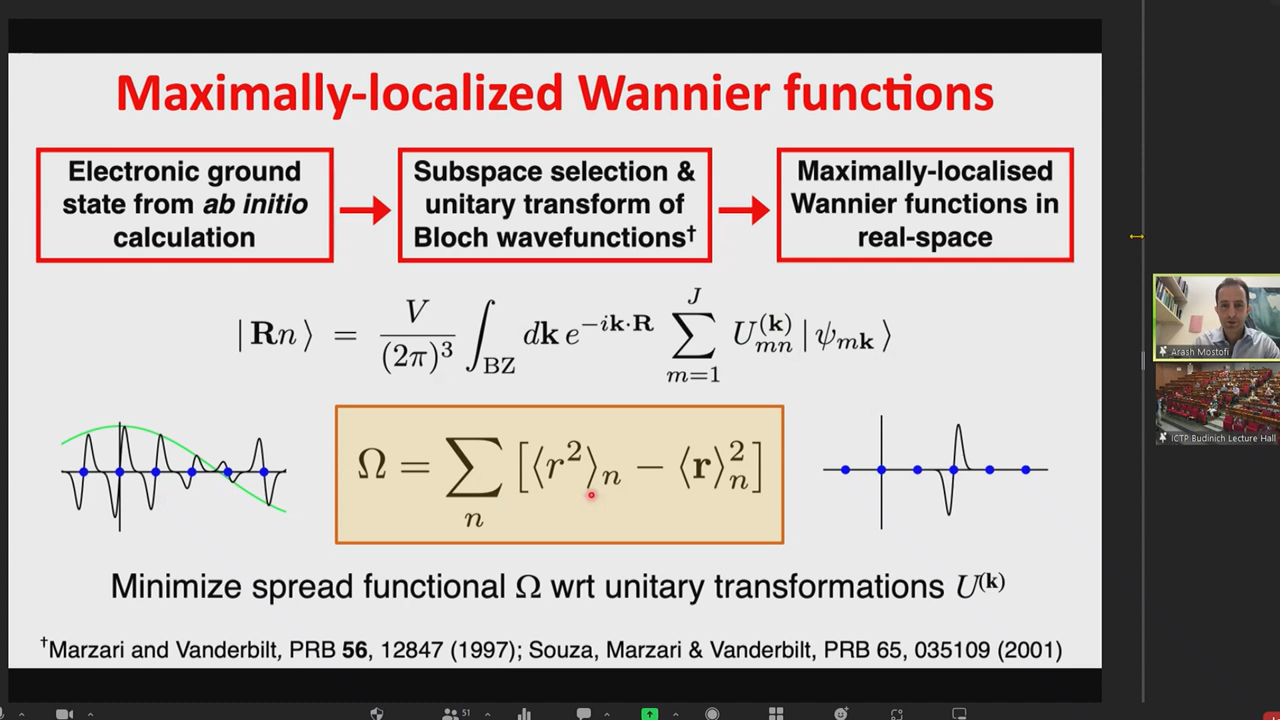 Maximally-localized Wannier functions
Electronic ground
state from ab initio
calculation
Subspace selection &
unitary transform of
Bloch wavefunctions†
Maximally-localised
Wannier functions in
real-space
|Rn⟩ = V/(2π)³ ∫_BZ dk e^{−ik·R} ∑_{m=1}^{J} U_{mn}^{(k)} |ψ_{mk}⟩
Ω = ∑_n [⟨r²⟩_n − ⟨r⟩_n²]
Minimize spread functional Ω wrt unitary transformations U^(k)
†Marzari and Vanderbilt, PRB 56, 12847 (1997); Souza, Marzari & Vanderbilt, PRB 65, 035109 (2001)
Arash Mostofi
ICTP Budinich Lecture Hall
51